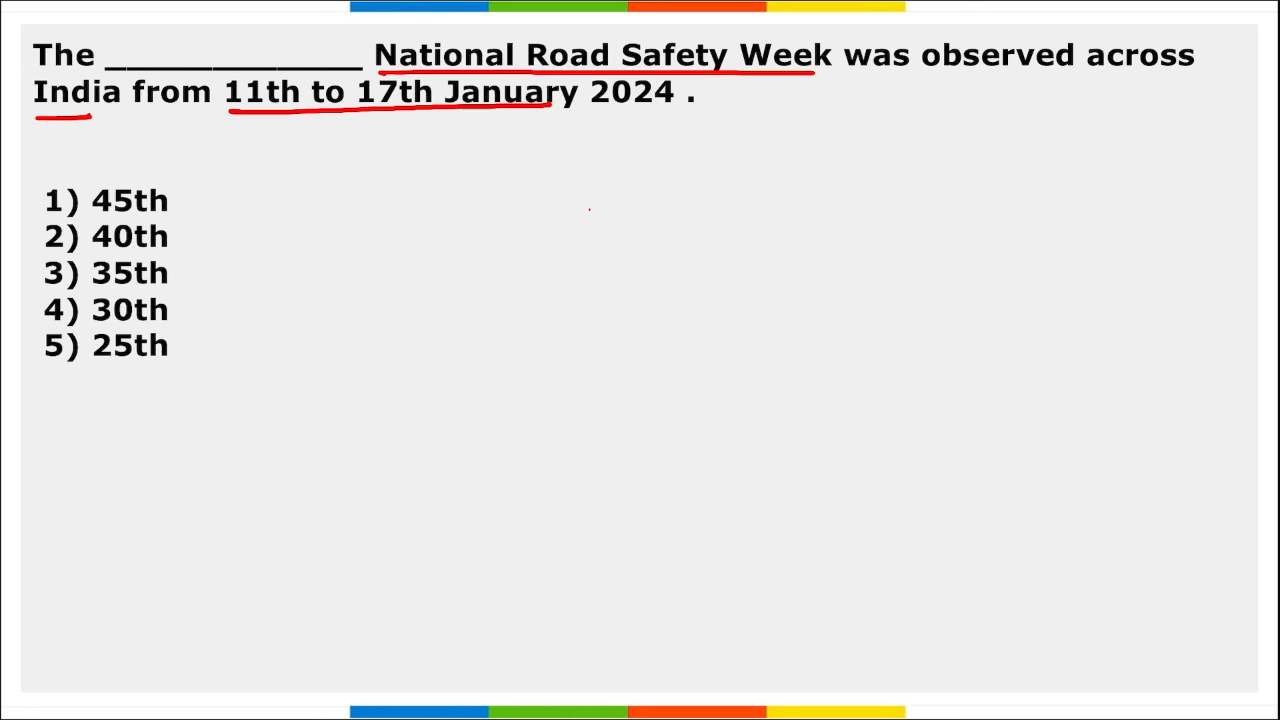 The _____________ National Road Safety Week was observed across
India from 11th to 17th January 2024 .
1) 45th
2) 40th
3) 35th
4) 30th
5) 25th